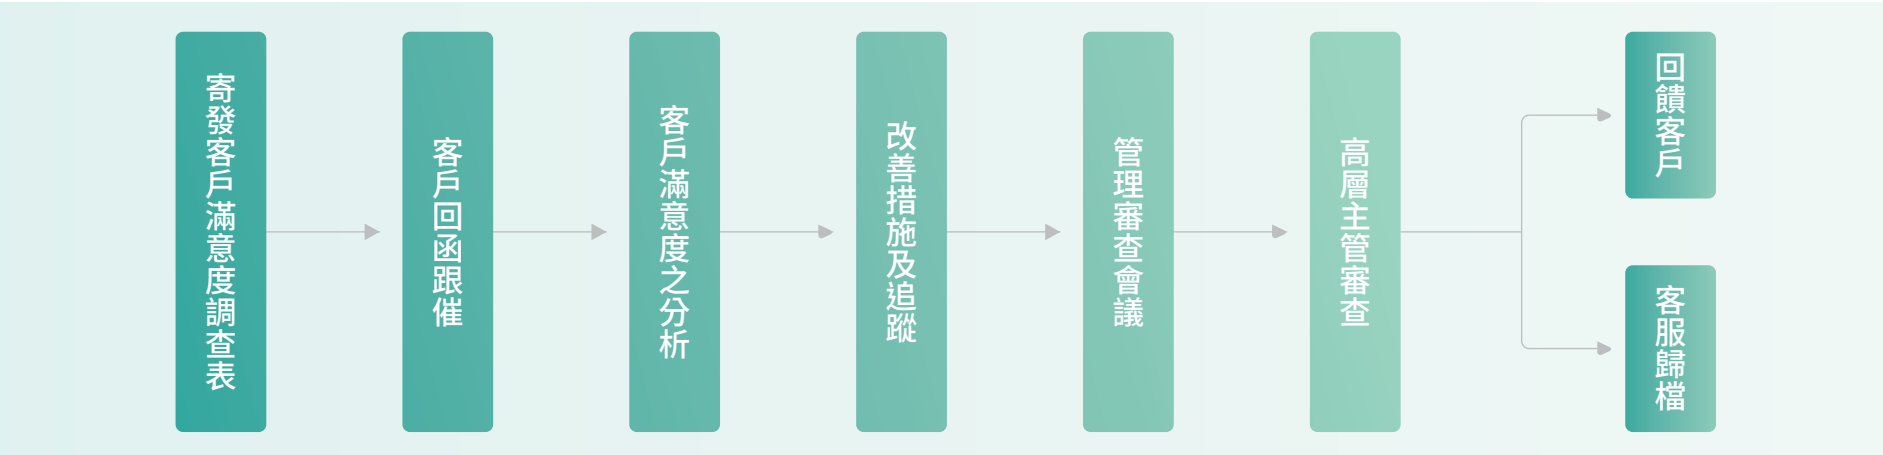 寄發客戶滿意度調查表
客戶回函跟催
客戶滿意度之分析
改善措施及追蹤
管理審查會議
高層主管審查
回饋客戶
客服歸檔